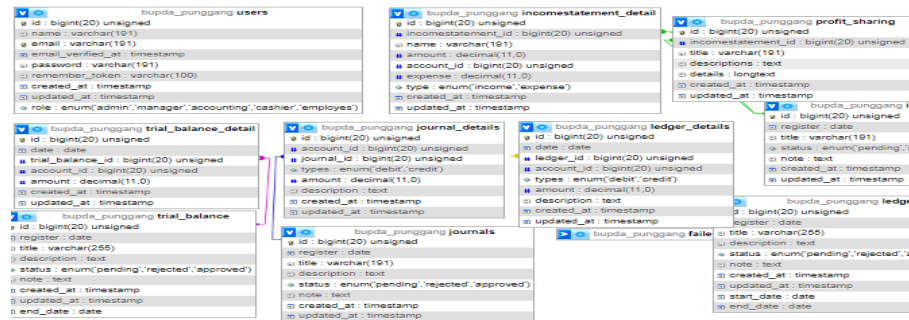 bupda_punggang users
id : bigint(20) unsigned
name : varchar(191)
email : varchar(191)
email_verified_at : timestamp
password : varchar(191)
remember_token : varchar(100)
created_at : timestamp
updated_at : timestamp
role : enum('admin','manager','accounting','cashier','employes')
bupda_punggang incomestatement_detail
id : bigint(20) unsigned
incomestatement_id : bigint(20) unsigned
name : varchar(191)
amount : decimal(11,0)
account_id : bigint(20) unsigned
expense : decimal(11,0)
type : enum('income','expense')
created_at : timestamp
updated_at : timestamp
bupda_punggang profit_sharing
id : bigint(20) unsigned
incomestatement_id : bigint(20) unsigned
title : varchar(191)
descriptions : text
details : longtext
created_at : timestamp
updated_at : timestamp
bupda_punggang
id : bigint(20) unsigned
register : date
title : varchar(191)
status : enum('pending',
note : text
created_at : timestamp
updated_at : timestamp
bupda_punggang trial_balance_detail
id : bigint(20) unsigned
date : date
trial_balance_id : bigint(20) unsigned
account_id : bigint(20) unsigned
amount : decimal(11,0)
created_at : timestamp
updated_at : timestamp
bupda_punggang journal_details
id : bigint(20) unsigned
account_id : bigint(20) unsigned
journal_id : bigint(20) unsigned
types : enum('debit','credit')
amount : decimal(11,0)
description : text
created_at : timestamp
updated_at : timestamp
bupda_punggang ledger_details
id : bigint(20) unsigned
date : date
ledger_id : bigint(20) unsigned
account_id : bigint(20) unsigned
types : enum('debit','credit')
amount : decimal(11,0)
description : text
created_at : timestamp
updated_at : timestamp
bupda_punggang trial_balance
id : bigint(20) unsigned
register : date
title : varchar(255)
description : text
status : enum('pending','rejected','approved')
note : text
created_at : timestamp
updated_at : timestamp
end_date : date
bupda_punggang journals
id : bigint(20) unsigned
register : date
title : varchar(191)
description : text
status : enum('pending','rejected','approved')
note : text
created_at : timestamp
updated_at : timestamp
bupda_punggang faile
bupda_punggang ledge
id : bigint(20) unsigned
register : date
title : varchar(255)
description : text
status : enum('pending','rejected','a
note : text
created_at : timestamp
updated_at : timestamp
start_date : date
end_date : date